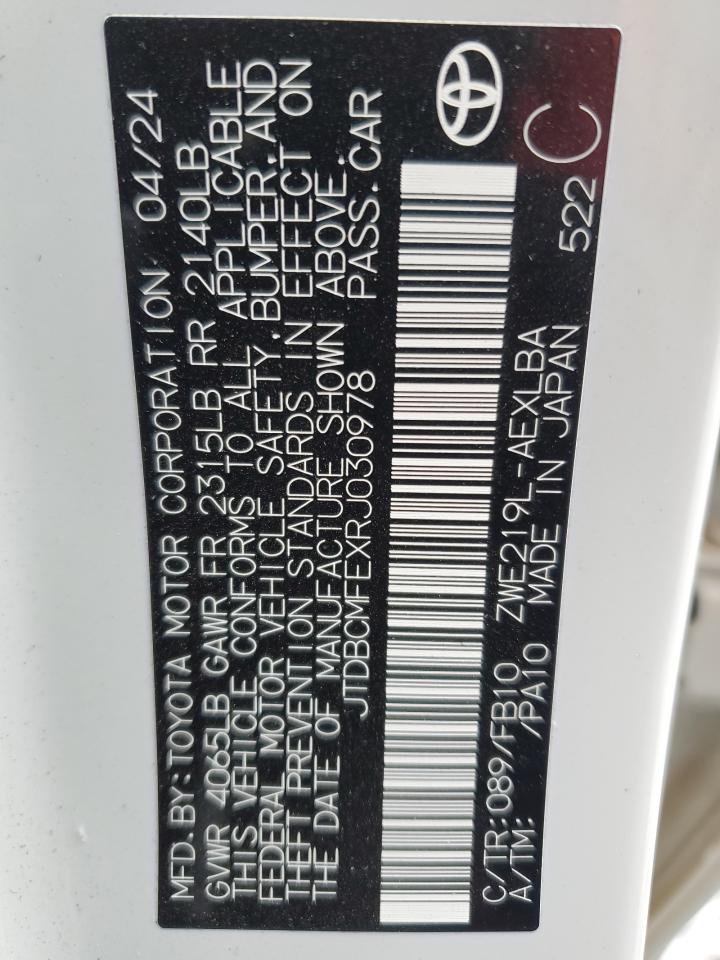 MFD.BY:TOYOTA MOTOR CORPORATION 04/24
GVWR 4065LB GAWR FR 2315LB RR 2140LB
THIS VEHICLE CONFORMS TO ALL APPLICABLE
FEDERAL MOTOR VEHICLE SAFETY,BUMPER,AND
THEFT PREVENTION STANDARDS IN EFFECT ON
THE DATE OF MANUFACTURE SHOWN ABOVE.
JTDBCMFEXRJ030978 PASS.CAR
C/TR:089/FB10 ZWE219L-AEXLBA 522 C
A/TM: /PA10 MADE IN JAPAN